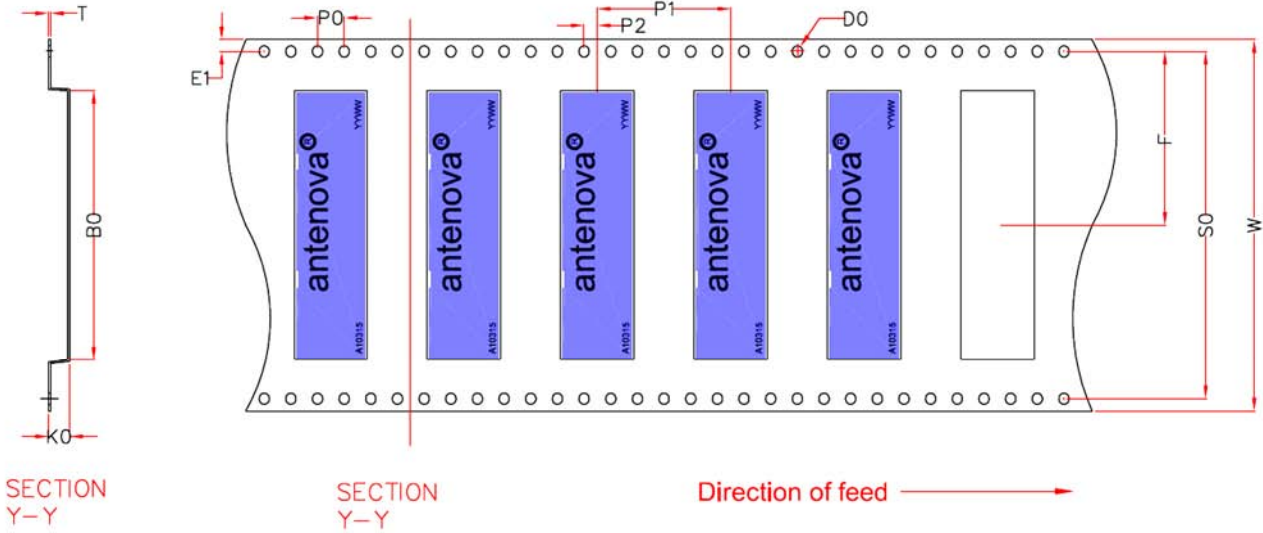 T
P0
P1
P2
D0
E1
B0
K0
F
S0
W
YYWW
antenova®
A10315
YYWW
antenova®
A10315
YYWW
antenova®
A10315
YYWW
antenova®
A10315
YYWW
antenova®
A10315
SECTION
Y-Y
SECTION
Y-Y
Direction of feed